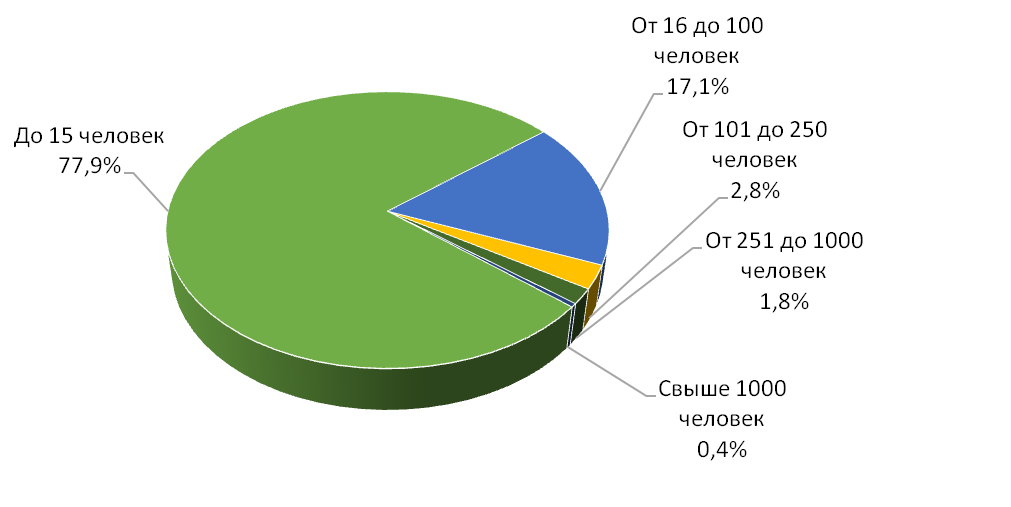 От 16 до 100
человек
17,1%
До 15 человек
77,9%
От 101 до 250
человек
2,8%
От 251 до 1000
человек
1,8%
Свыше 1000
человек
0,4%